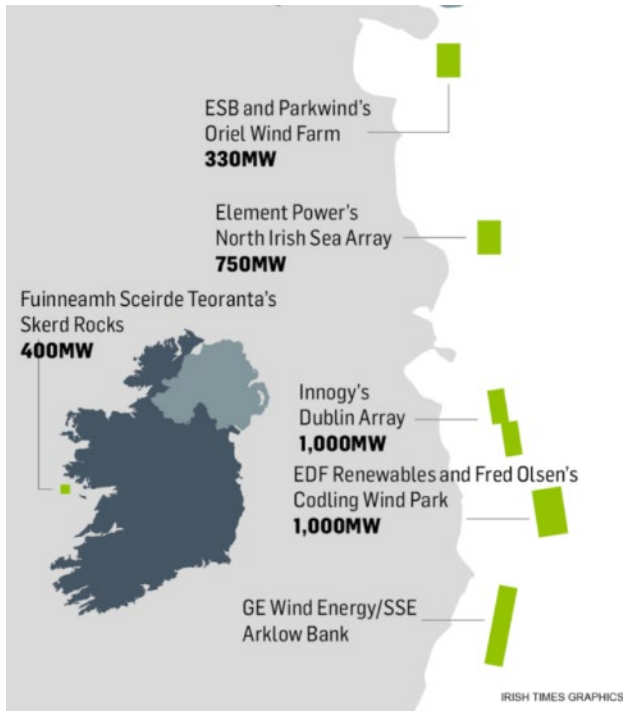 ESB and Parkwind's
Oriel Wind Farm
330MW
Element Power's
North Irish Sea Array
750MW
Fuinneamh Sceirde Teoranta's
Skerd Rocks
400MW
Innogy's
Dublin Array
1,000MW
EDF Renewables and Fred Olsen's
Codling Wind Park
1,000MW
GE Wind Energy/SSE
Arklow Bank
IRISH TIMES GRAPHICS